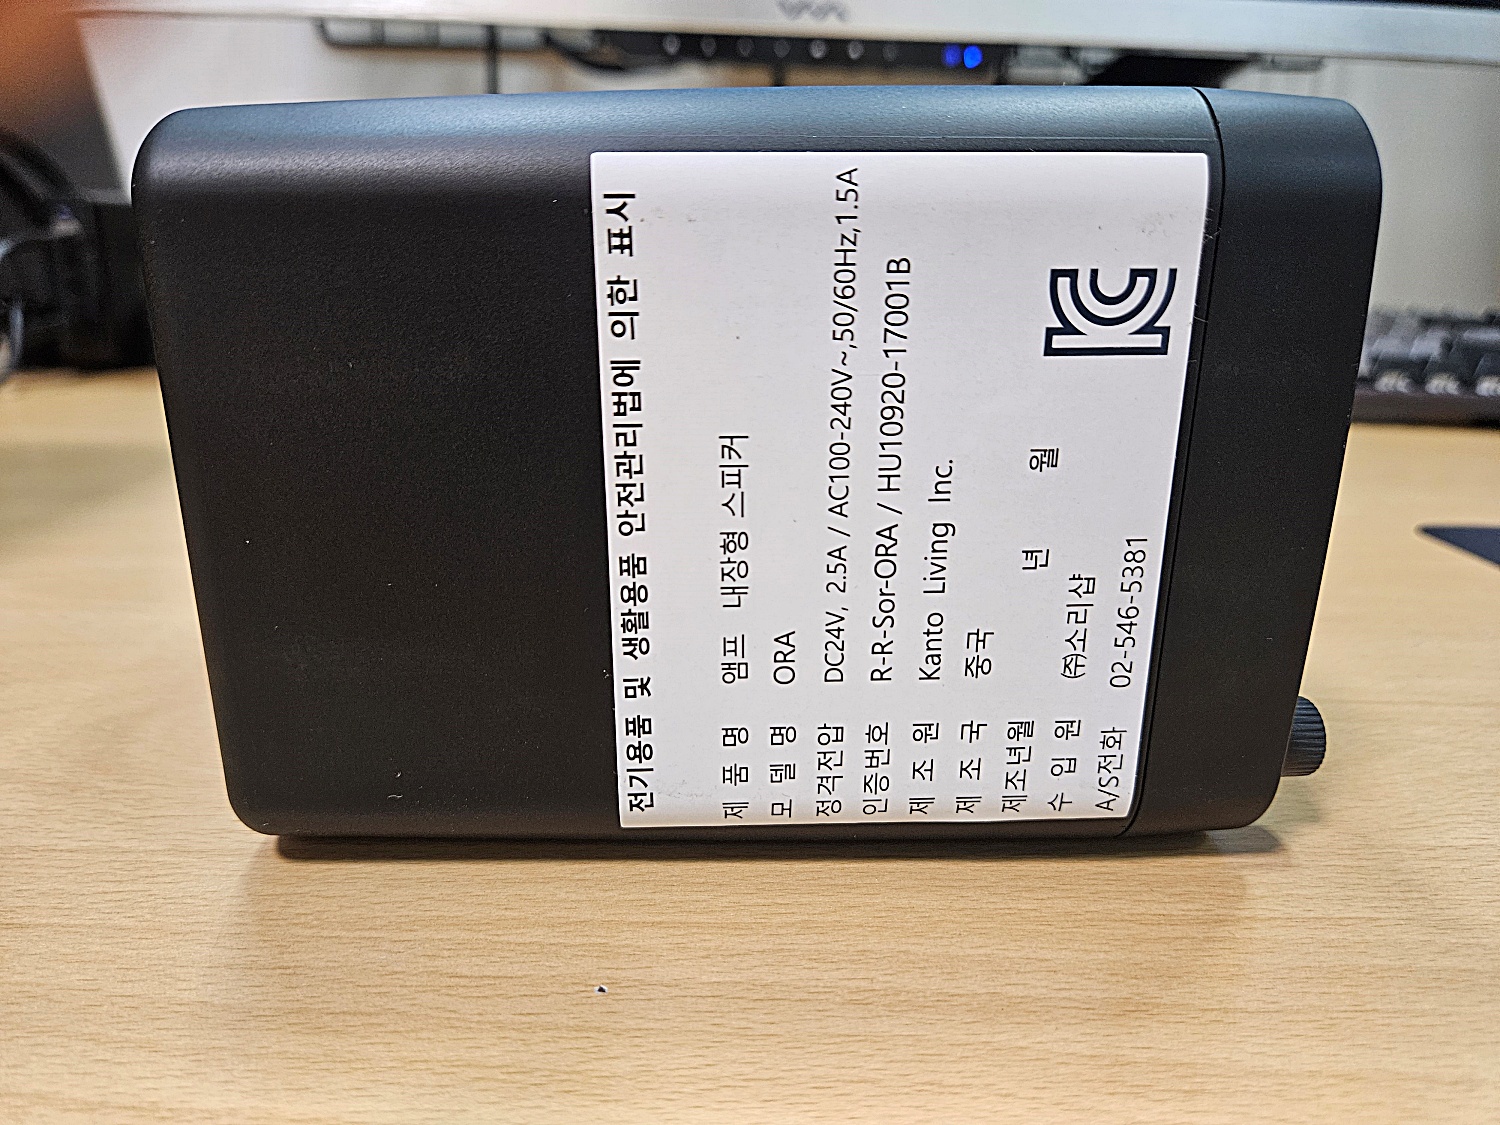 전기용품 및 생활용품 안전관리법에 의한 표시
제 품 명 앰프 내장형 스피커
모 델 명 ORA
정격전압 DC24V, 2.5A / AC100-240V~,50/60Hz,1.5A
인증번호 R-R-Sor-ORA / HU10920-17001B
제 조 원 Kanto Living Inc.
제 조 국 중국
제조년월 년 월
수 입 원 ㈜소리샵
A/S전화 02-546-5381